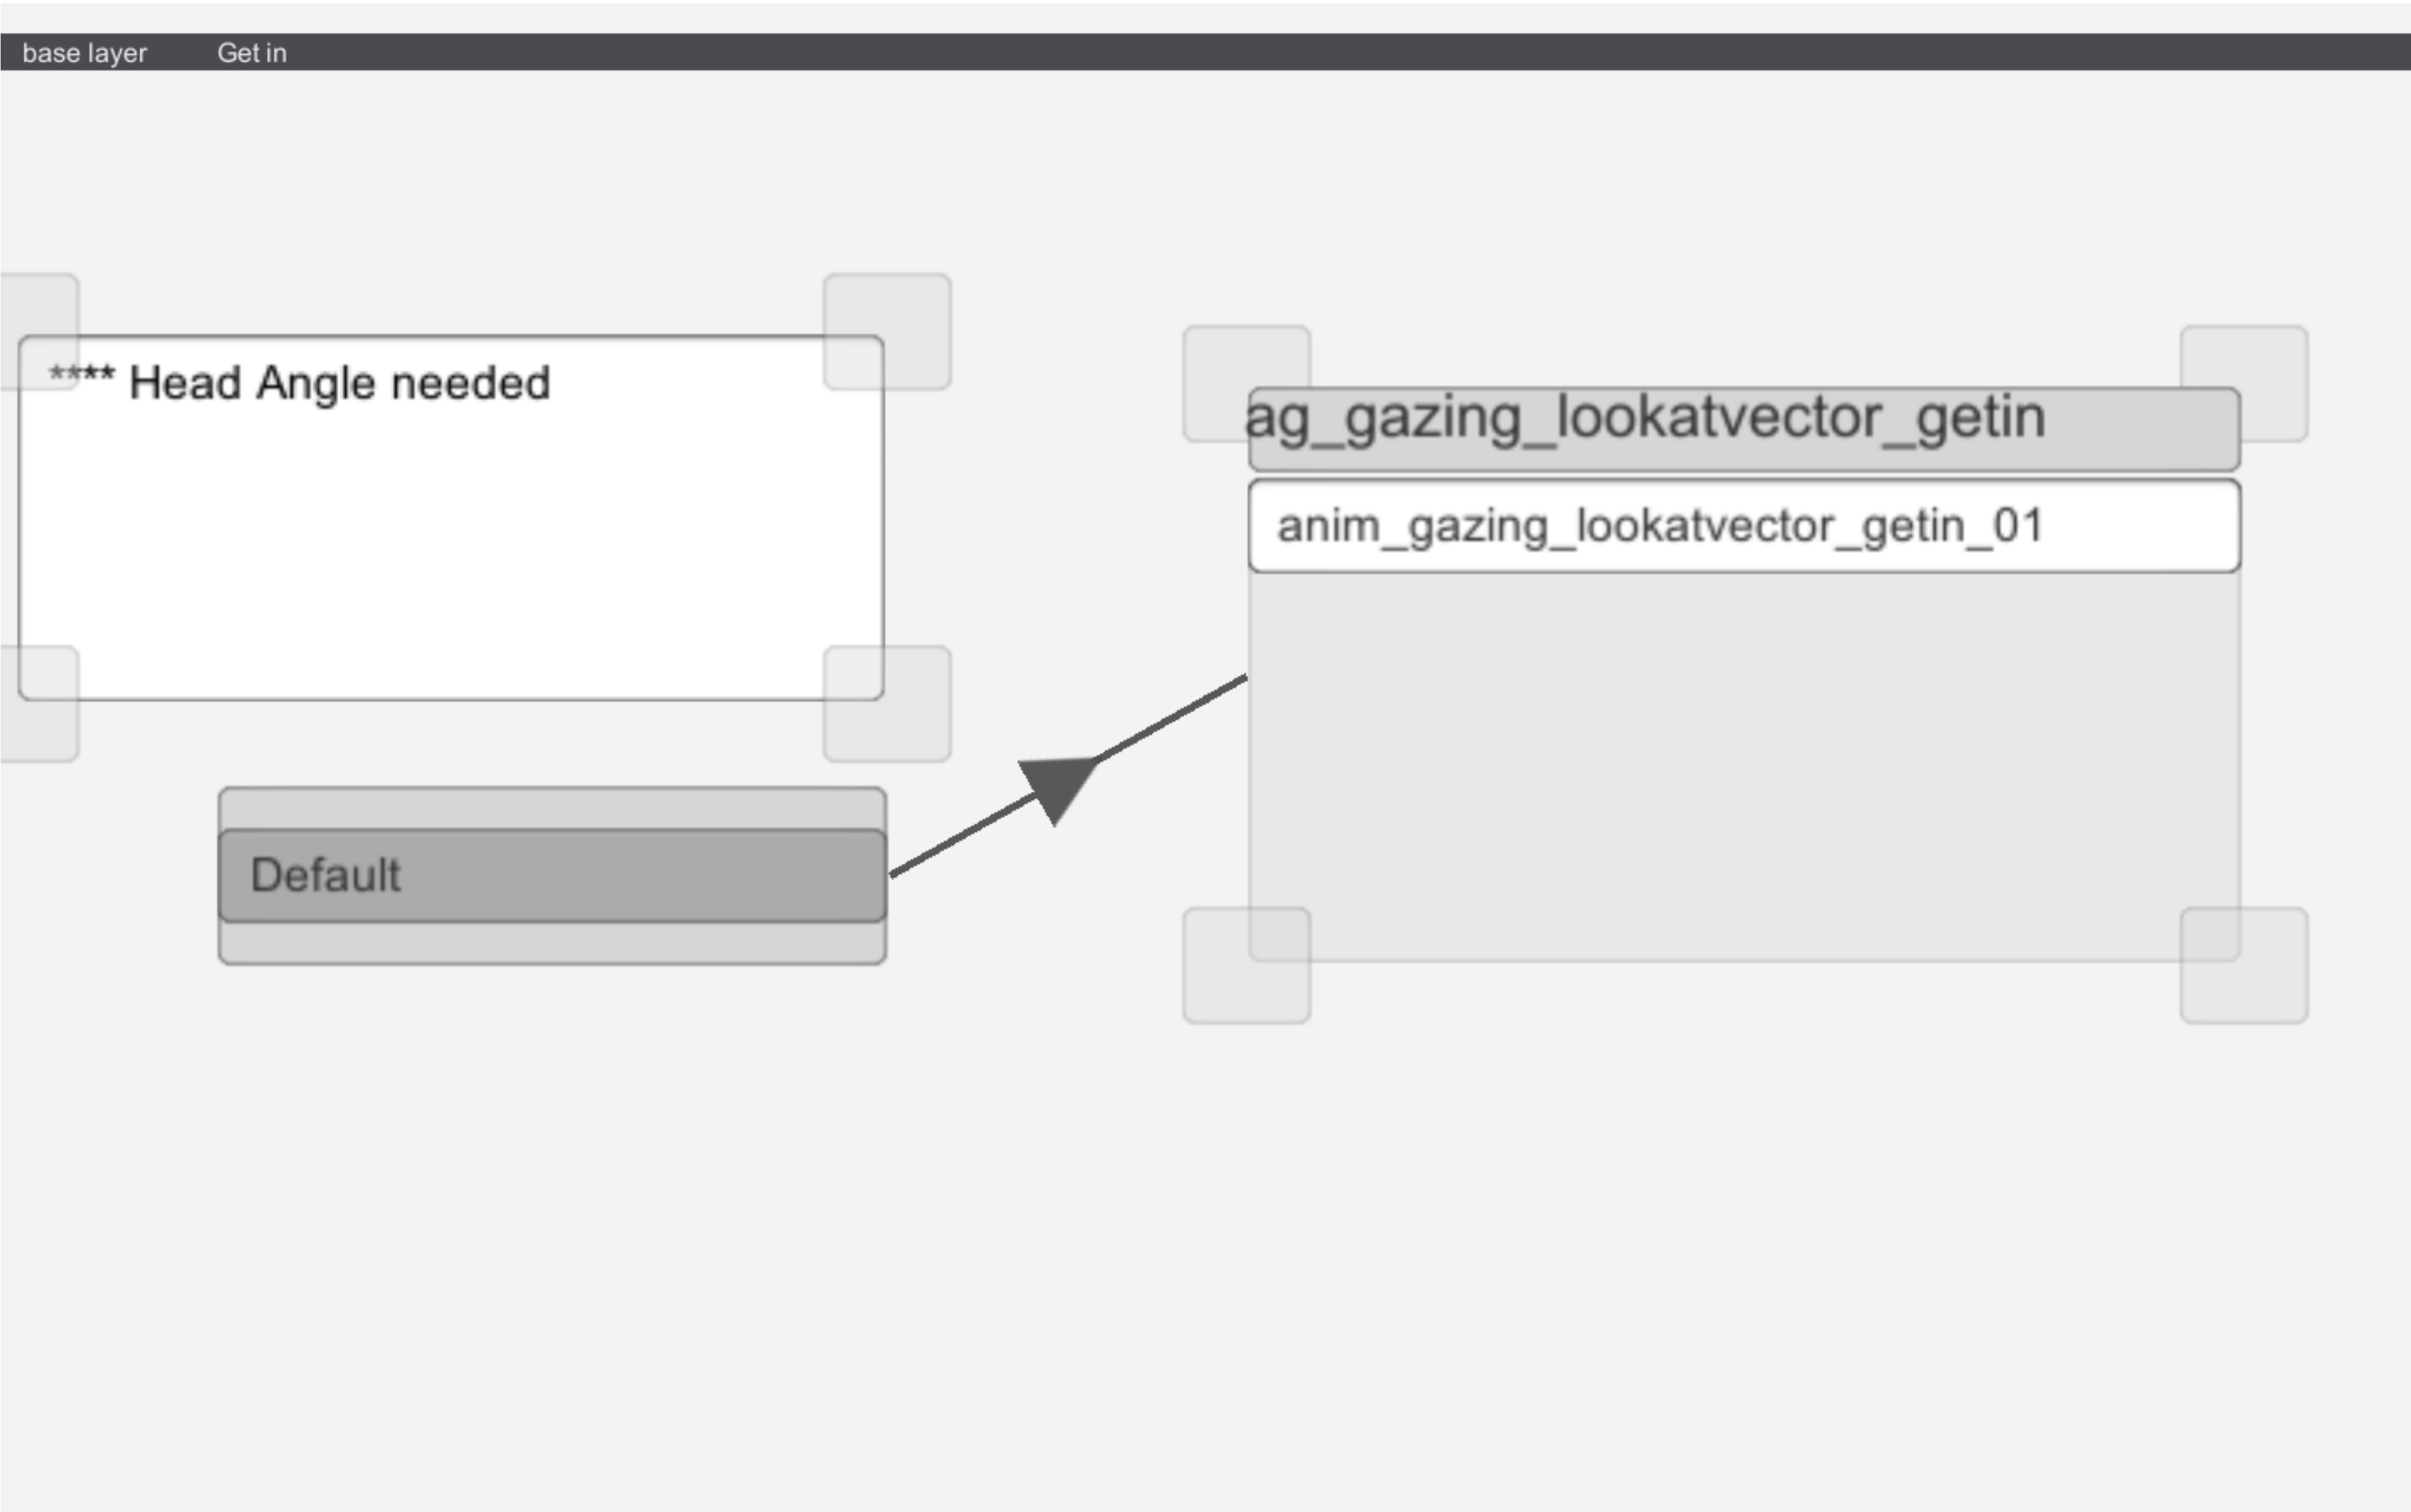 base layer Get in
**** Head Angle needed
ag_gazing_lookatvector_getin
anim_gazing_lookatvector_getin_01
Default